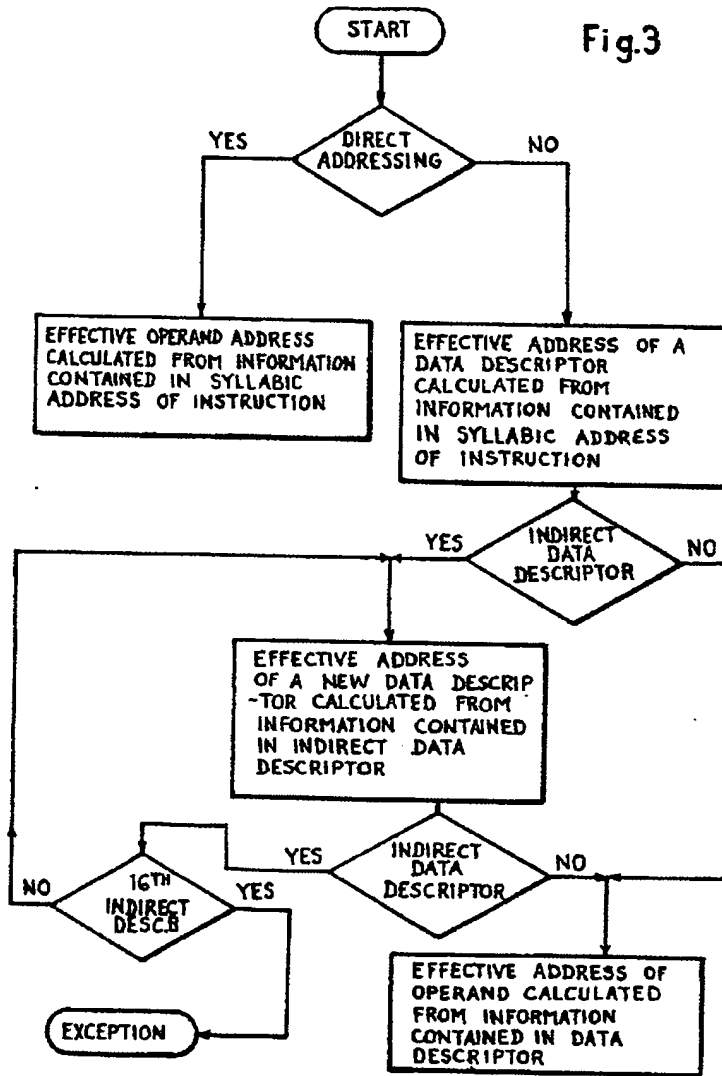 START
Fig.3
YES
DIRECT
ADDRESSING
NO
EFFECTIVE OPERAND ADDRESS
CALCULATED FROM INFORMATION
CONTAINED IN SYLLABIC
ADDRESS OF INSTRUCTION
EFFECTIVE ADDRESS OF A
DATA DESCRIPTOR
CALCULATED FROM
INFORMATION CONTAINED
IN SYLLABIC ADDRESS
OF INSTRUCTION
YES
INDIRECT
DATA
DESCRIPTOR
NO
EFFECTIVE ADDRESS
OF A NEW DATA DESCRIP
-TOR CALCULATED FROM
INFORMATION CONTAINED
IN INDIRECT DATA
DESCRIPTOR
YES
INDIRECT
DATA
DESCRIPTOR
NO
NO
16TH
INDIRECT
DESC.B
YES
EXCEPTION
EFFECTIVE ADDRESS OF
OPERAND CALCULATED
FROM INFORMATION
CONTAINED IN DATA
DESCRIPTOR